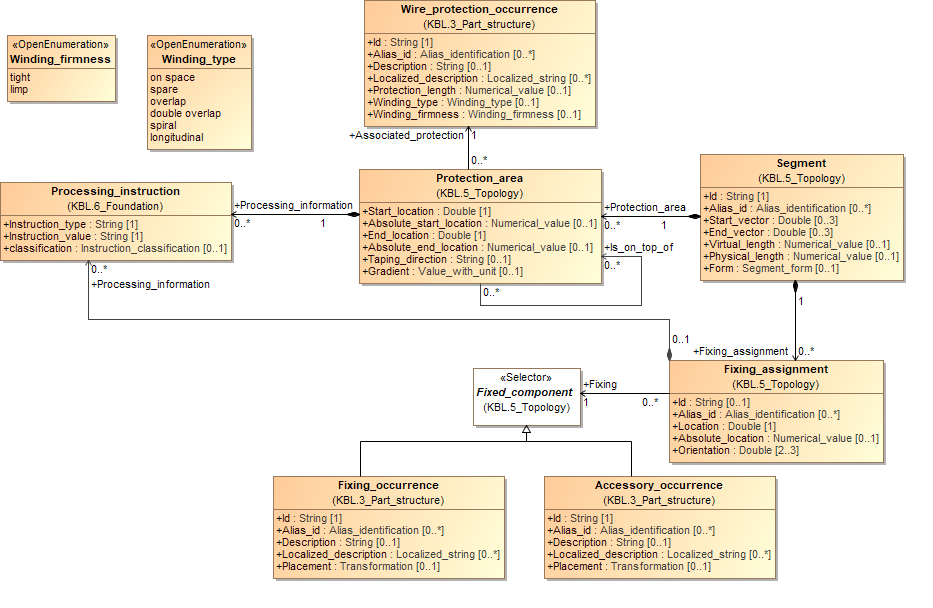 Wire_protection_occurrence
(KBL.3_Part_structure)
+Id : String [1]
+Alias_id : Alias_identification [0..*]
+Description : String [0..1]
+Localized_description : Localized_string [0..*]
+Protection_length : Numerical_value [0..1]
+Winding_type : Winding_type [0..1]
+Winding_firmness : Winding_firmness [0..1]
«OpenEnumeration»
Winding_firmness
tight
limp
«OpenEnumeration»
Winding_type
on space
spare
overlap
double overlap
spiral
longitudinal
+Associated_protection
1
0..*
Processing_instruction
(KBL.6_Foundation)
+Instruction_type : String [1]
+Instruction_value : String [1]
+classification : Instruction_classification [0..1]
+Processing_information
0..*
1
Protection_area
(KBL.5_Topology)
+Start_location : Double [1]
+Absolute_start_location : Numerical_value [0..1]
+End_location : Double [1]
+Absolute_end_location : Numerical_value [0..1]
+Taping_direction : String [0..1]
+Gradient : Value_with_unit [0..1]
+Protection_area
0..*
1
+Is_on_top_of
0..*
0..*
Segment
(KBL.5_Topology)
+Id : String [1]
+Alias_id : Alias_identification [0..*]
+Start_vector : Double [0..3]
+End_vector : Double [0..3]
+Virtual_length : Numerical_value [0..1]
+Physical_length : Numerical_value [0..1]
+Form : Segment_form [0..1]
0..*
+Processing_information
1
0..1
+Fixing_assignment
0..*
«Selector»
Fixed_component
(KBL.5_Topology)
+Fixing
1
0..*
Fixing_assignment
(KBL.5_Topology)
+Id : String [0..1]
+Alias_id : Alias_identification [0..*]
+Location : Double [1]
+Absolute_location : Numerical_value [0..1]
+Orientation : Double [2..3]
Fixing_occurrence
(KBL.3_Part_structure)
+Id : String [1]
+Alias_id : Alias_identification [0..*]
+Description : String [0..1]
+Localized_description : Localized_string [0..*]
+Placement : Transformation [0..1]
Accessory_occurrence
(KBL.3_Part_structure)
+Id : String [1]
+Alias_id : Alias_identification [0..*]
+Description : String [0..1]
+Localized_description : Localized_string [0..*]
+Placement : Transformation [0..1]